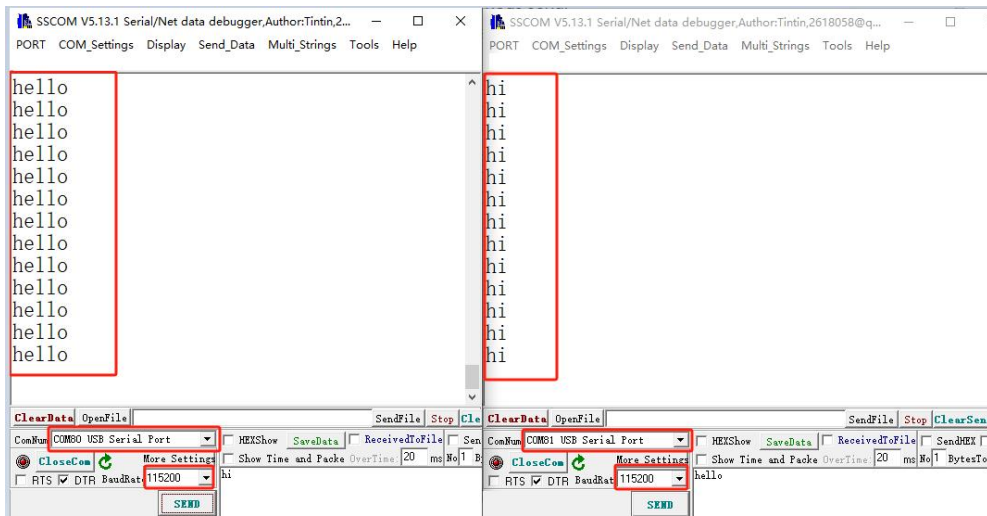 SSCOM V5.13.1 Serial/Net data debugger,Author:Tintin,2...
PORT COM_Settings Display Send_Data Multi_Strings Tools Help
hello
hello
hello
hello
hello
hello
hello
hello
hello
hello
hello
hello
hello
ClearData OpenFile SendFile Stop Cle
ComNum COM80 USB Serial Port HEXShow SaveData ReceivedToFile Sen
CloseCom More Settings Show Time and Packe OverTime: 20 ms No 1 B
RTS DTR BaudRat 115200 hi
SEND
SSCOM V5.13.1 Serial/Net data debugger,Author:Tintin,2618058@q...
PORT COM_Settings Display Send_Data Multi_Strings Tools Help
hi
hi
hi
hi
hi
hi
hi
hi
hi
hi
hi
hi
hi
ClearData OpenFile SendFile Stop ClearSen
ComNum COM81 USB Serial Port HEXShow SaveData ReceivedToFile SendHEX
CloseCom More Settings Show Time and Packe OverTime: 20 ms No 1 BytesTo
RTS DTR BaudRat 115200 hello
SEND